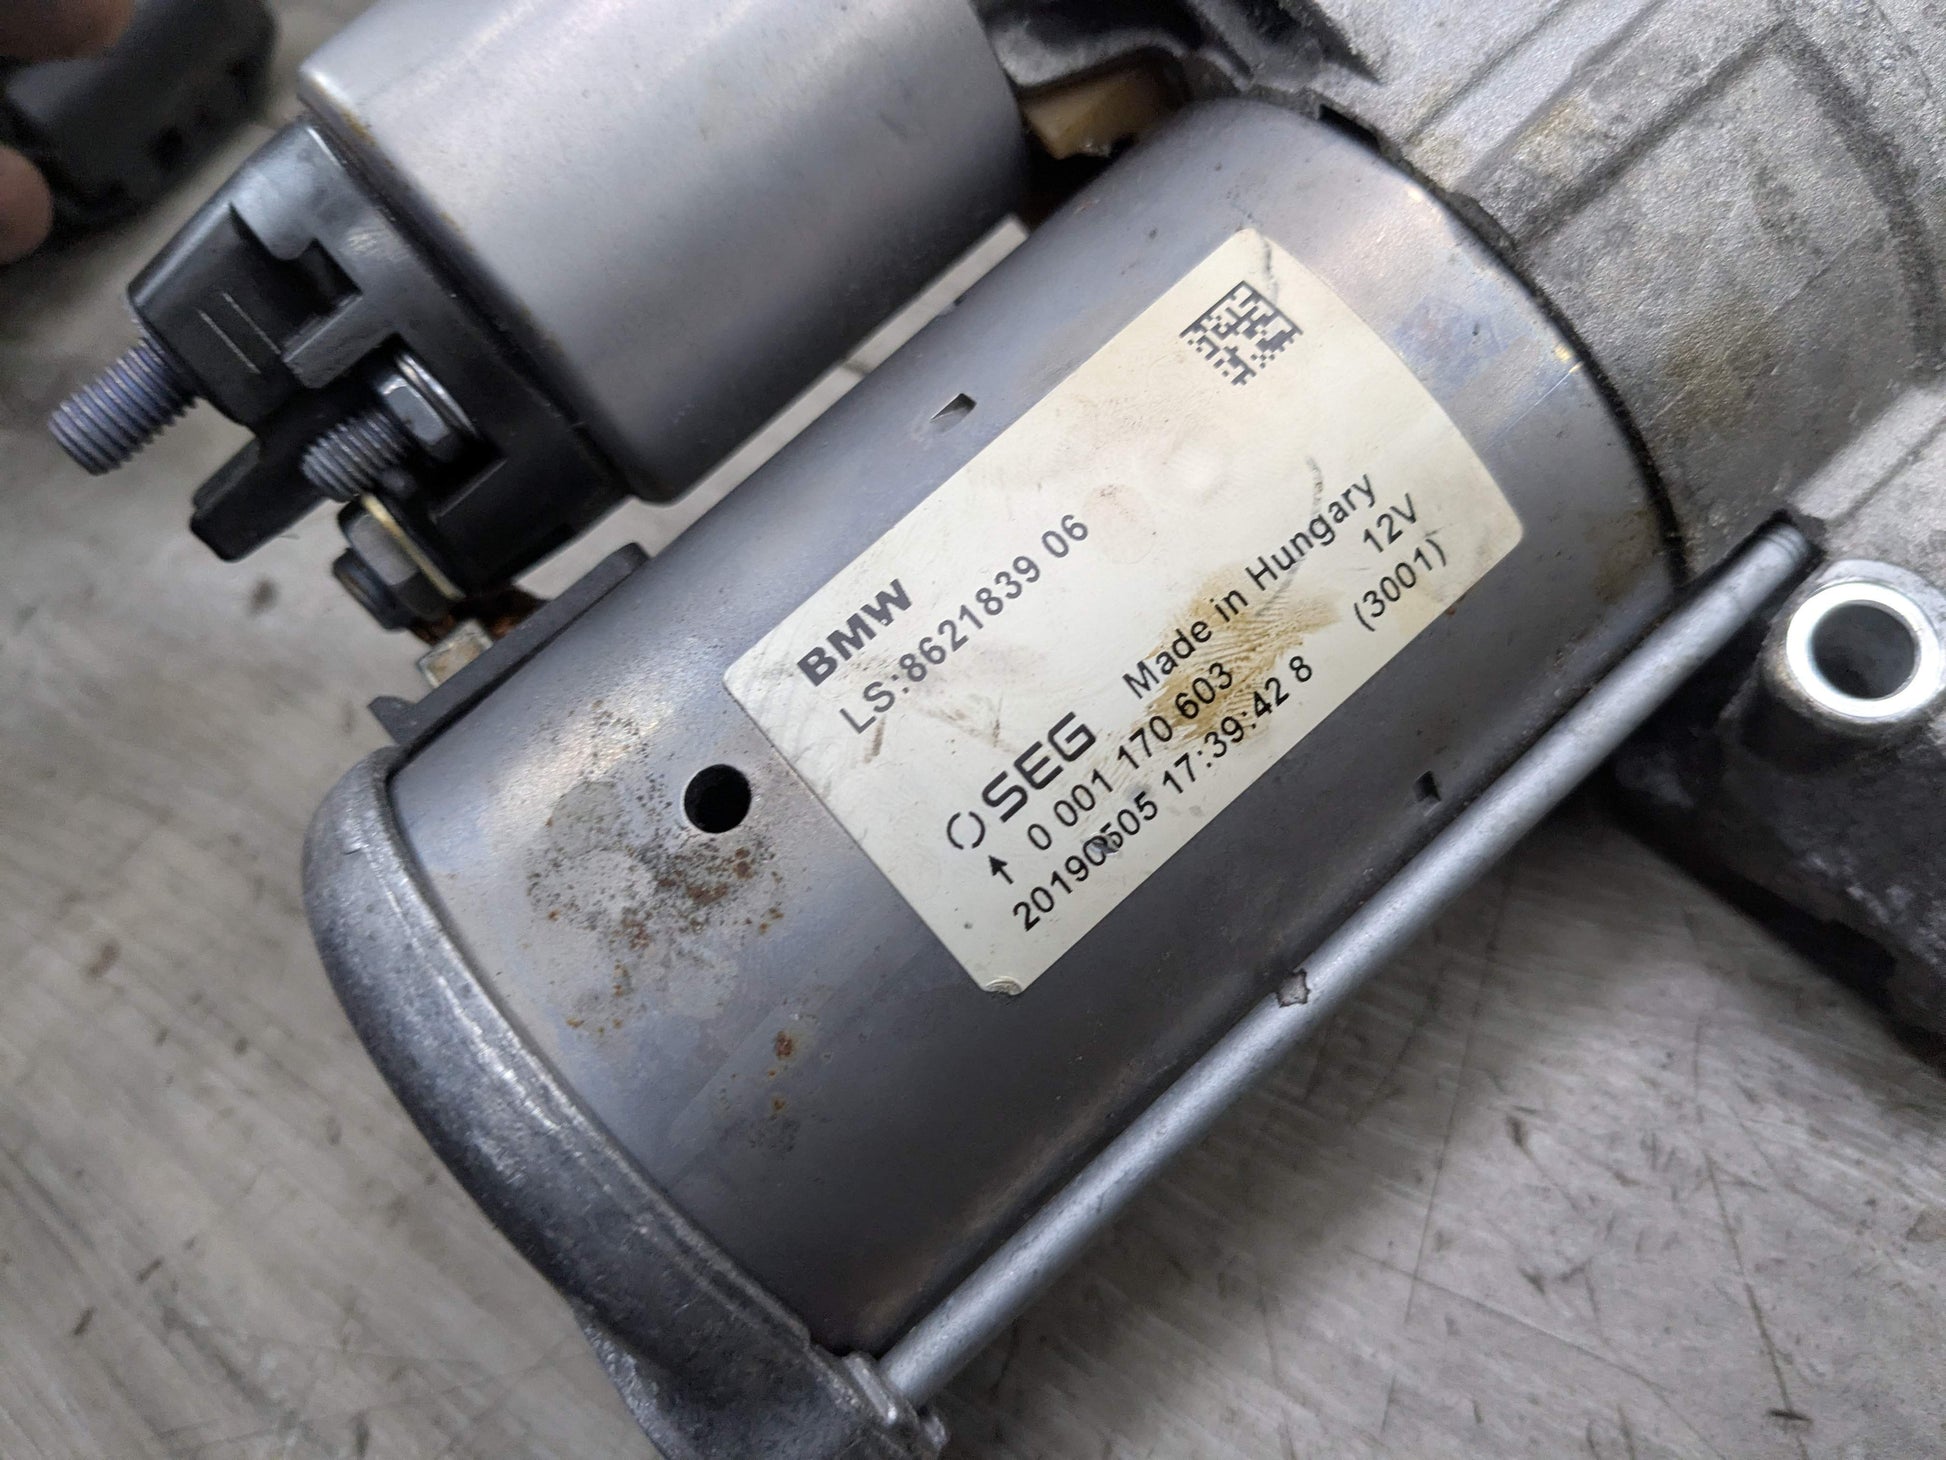 BMW
LS:8621839 06
SEG Made in Hungary
0 001 170 603 12V
20190505 17:39:42 8 (3001)